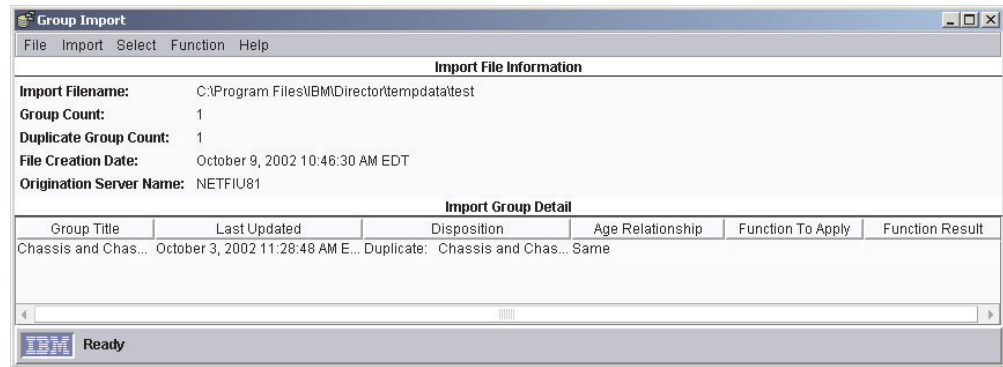 Group Import
File Import Select Function Help
Import File Information
Import Filename: C:\Program Files\IBM\Director\tempdata\test
Group Count: 1
Duplicate Group Count: 1
File Creation Date: October 9, 2002 10:46:30 AM EDT
Origination Server Name: NETFIU81
Import Group Detail
Group Title Last Updated Disposition Age Relationship Function To Apply Function Result
Chassis and Chas... October 3, 2002 11:28:48 AM E... Duplicate: Chassis and Chas... Same
IBM Ready